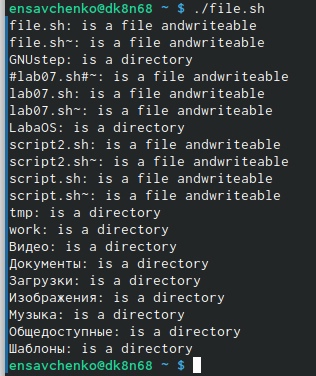 ensavchenko@dk8n68 ~ $ ./file.sh
file.sh: is a file andwriteable
file.sh~: is a file andwriteable
GNUstep: is a directory
#lab07.sh#~: is a file andwriteable
lab07.sh: is a file andwriteable
lab07.sh~: is a file andwriteable
LabaOS: is a directory
script2.sh: is a file andwriteable
script2.sh~: is a file andwriteable
script.sh: is a file andwriteable
script.sh~: is a file andwriteable
tmp: is a directory
work: is a directory
Видео: is a directory
Документы: is a directory
Загрузки: is a directory
Изображения: is a directory
Музыка: is a directory
Общедоступные: is a directory
Шаблоны: is a directory
ensavchenko@dk8n68 ~ $